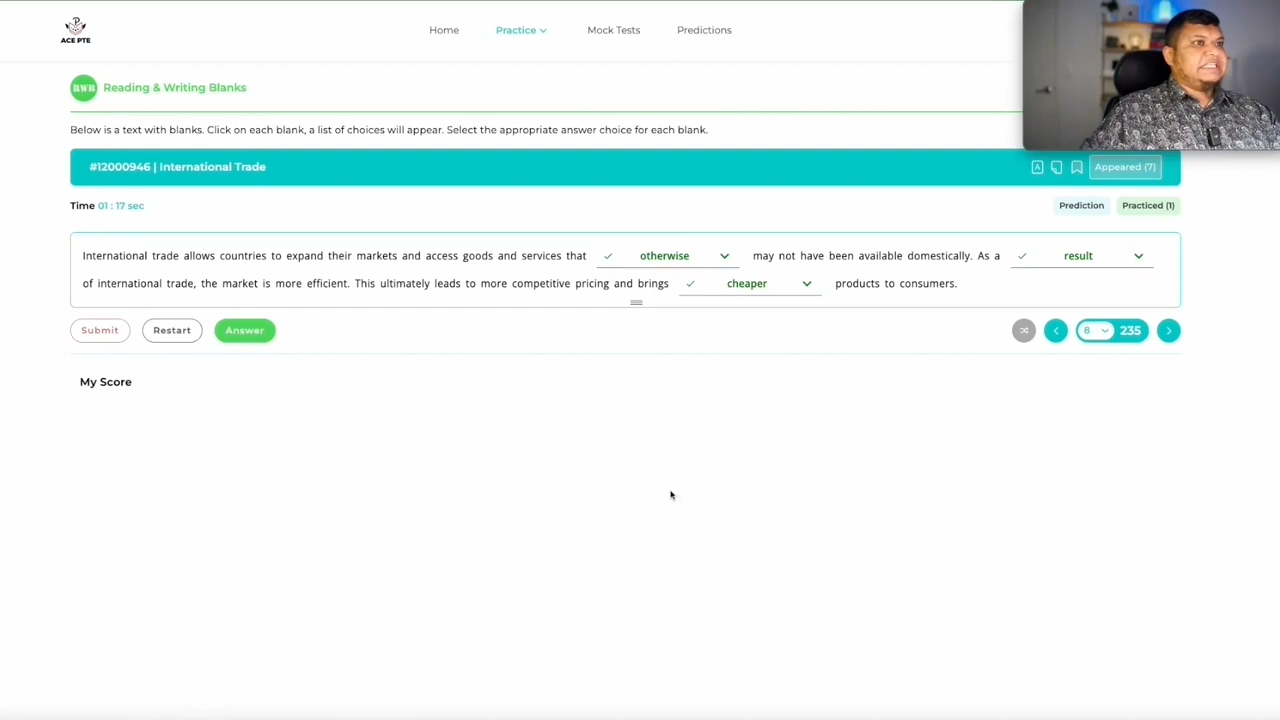 ACE PTE
Home
Practice
Mock Tests
Predictions
RWB Reading & Writing Blanks
Below is a text with blanks. Click on each blank, a list of choices will appear. Select the appropriate answer choice for each blank.
#12000946 | International Trade
A
Appeared (7)
Time 01 : 17 sec
Prediction
Practiced (1)
International trade allows countries to expand their markets and access goods and services that otherwise may not have been available domestically. As a result
of international trade, the market is more efficient. This ultimately leads to more competitive pricing and brings cheaper products to consumers.
Submit
Restart
Answer
8
235
My Score